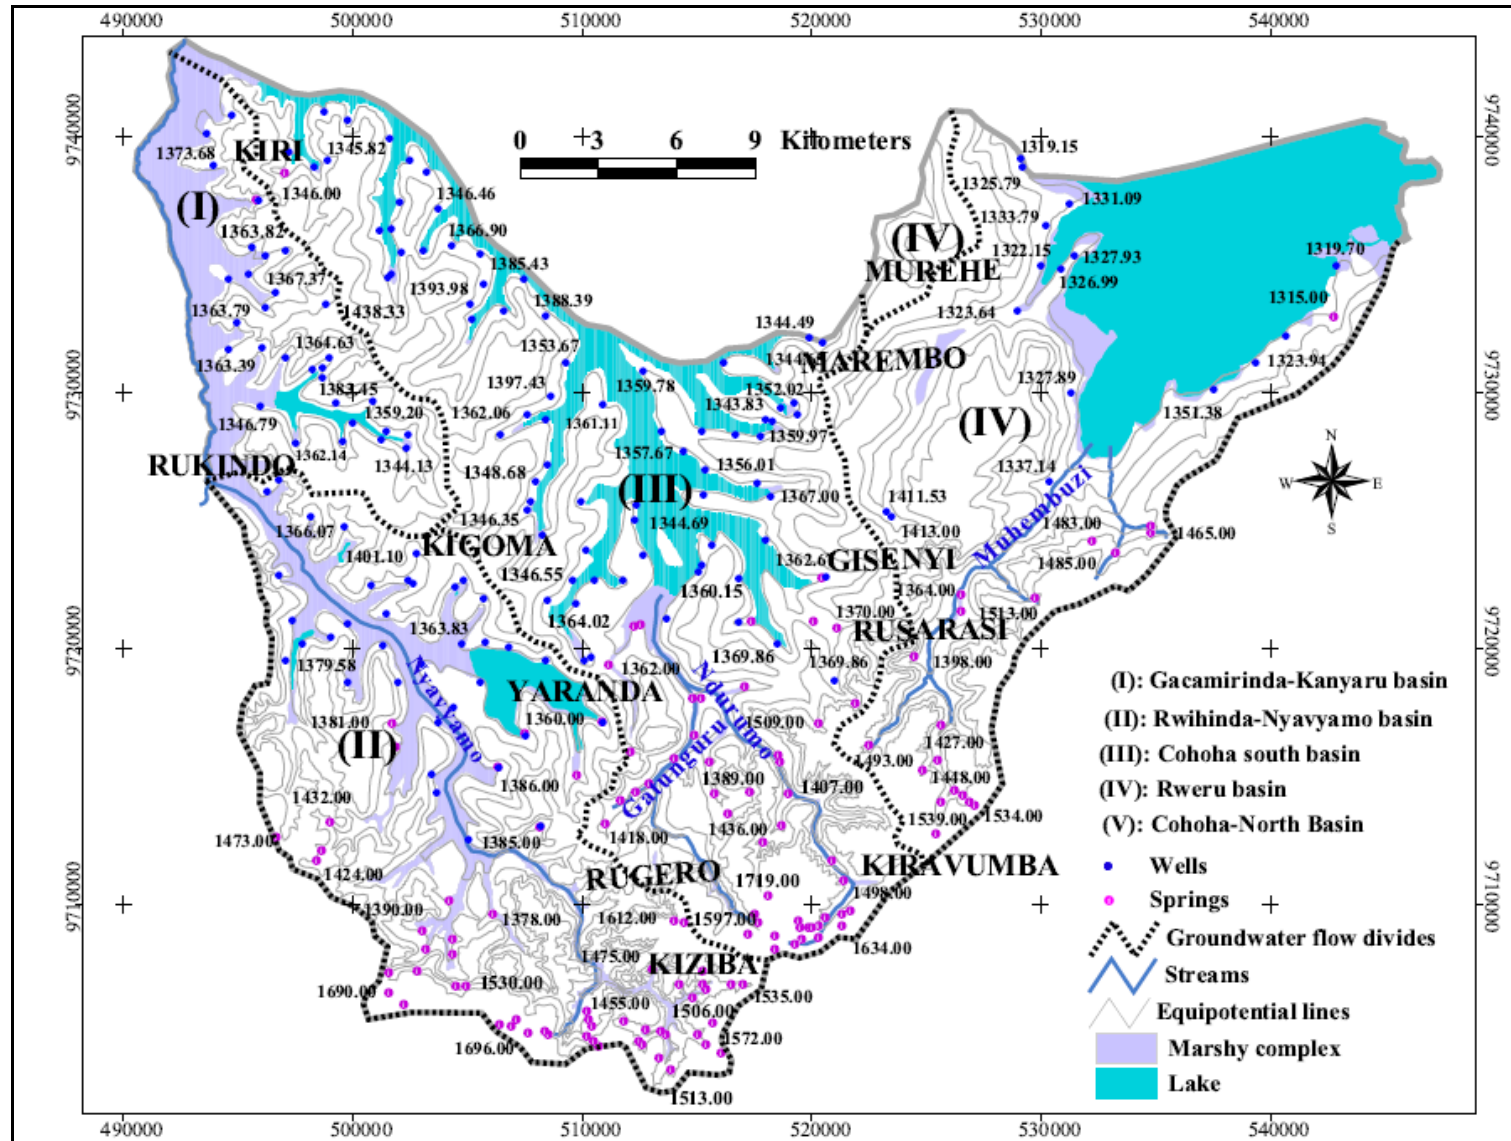 490000 500000 510000 520000 530000 540000
9740000 9740000
9730000 9730000
9720000 9720000
9710000 9710000
0 3 6 9 Kilometers
1373.68
KIRI
1345.82
1346.00
(I)
1346.46
1363.82
1366.90
1367.37
1385.43
1393.98
1388.39
1363.79
1438.33
1364.63
1353.67
1363.39
1397.43
1383.15
1346.79
1359.20
1362.06
1362.14
1344.13
RUKINDO
1348.68
1361.11
1359.78
1357.67
(III)
1356.01
1367.00
1344.69
1346.35
1366.07
1401.10
KIGOMA
1346.55
1360.15
1362.6
1364.02
1363.83
1379.58
1362.00
1369.86
1369.86
1370.00
1319.15
1325.79
1331.09
1333.79
(IV)
1322.15
MUREHE
1327.93
1326.99
1319.70
1315.00
1323.64
1344.49
1344.
MAREMBO
1352.02
1343.83
1359.97
1327.89
1323.94
1351.38
(IV)
1337.14
1411.53
1413.00
Muhembuzi
1483.00
1465.00
1485.00
GISENYI
1364.00
1513.00
RUSARASI
1398.00
N
W E
S
Nyavyamo
YARANDA
1360.00
1381.00
(II)
1386.00
Ndurumo
Gatunguru
1509.00
1389.00
1407.00
1493.00
1427.00
1448.00
1539.00
1534.00
1432.00
1473.00
1424.00
1385.00
1418.00
1436.00
RUGERO
KIRAVUMBA
1719.00
1498.00
1390.00
1378.00
1612.00
1597.00
1634.00
1475.00
KIZIBA
1690.00
1530.00
1455.00
1506.00
1535.00
1572.00
1696.00
1513.00
(I): Gacamirinda-Kanyaru basin
(II): Rwihinda-Nyavyamo basin
(III): Cohoha south basin
(IV): Rweru basin
(V): Cohoha-North Basin
Wells
Springs
Groundwater flow divides
Streams
Equipotential lines
Marshy complex
Lake
490000 500000 510000 520000 530000 540000